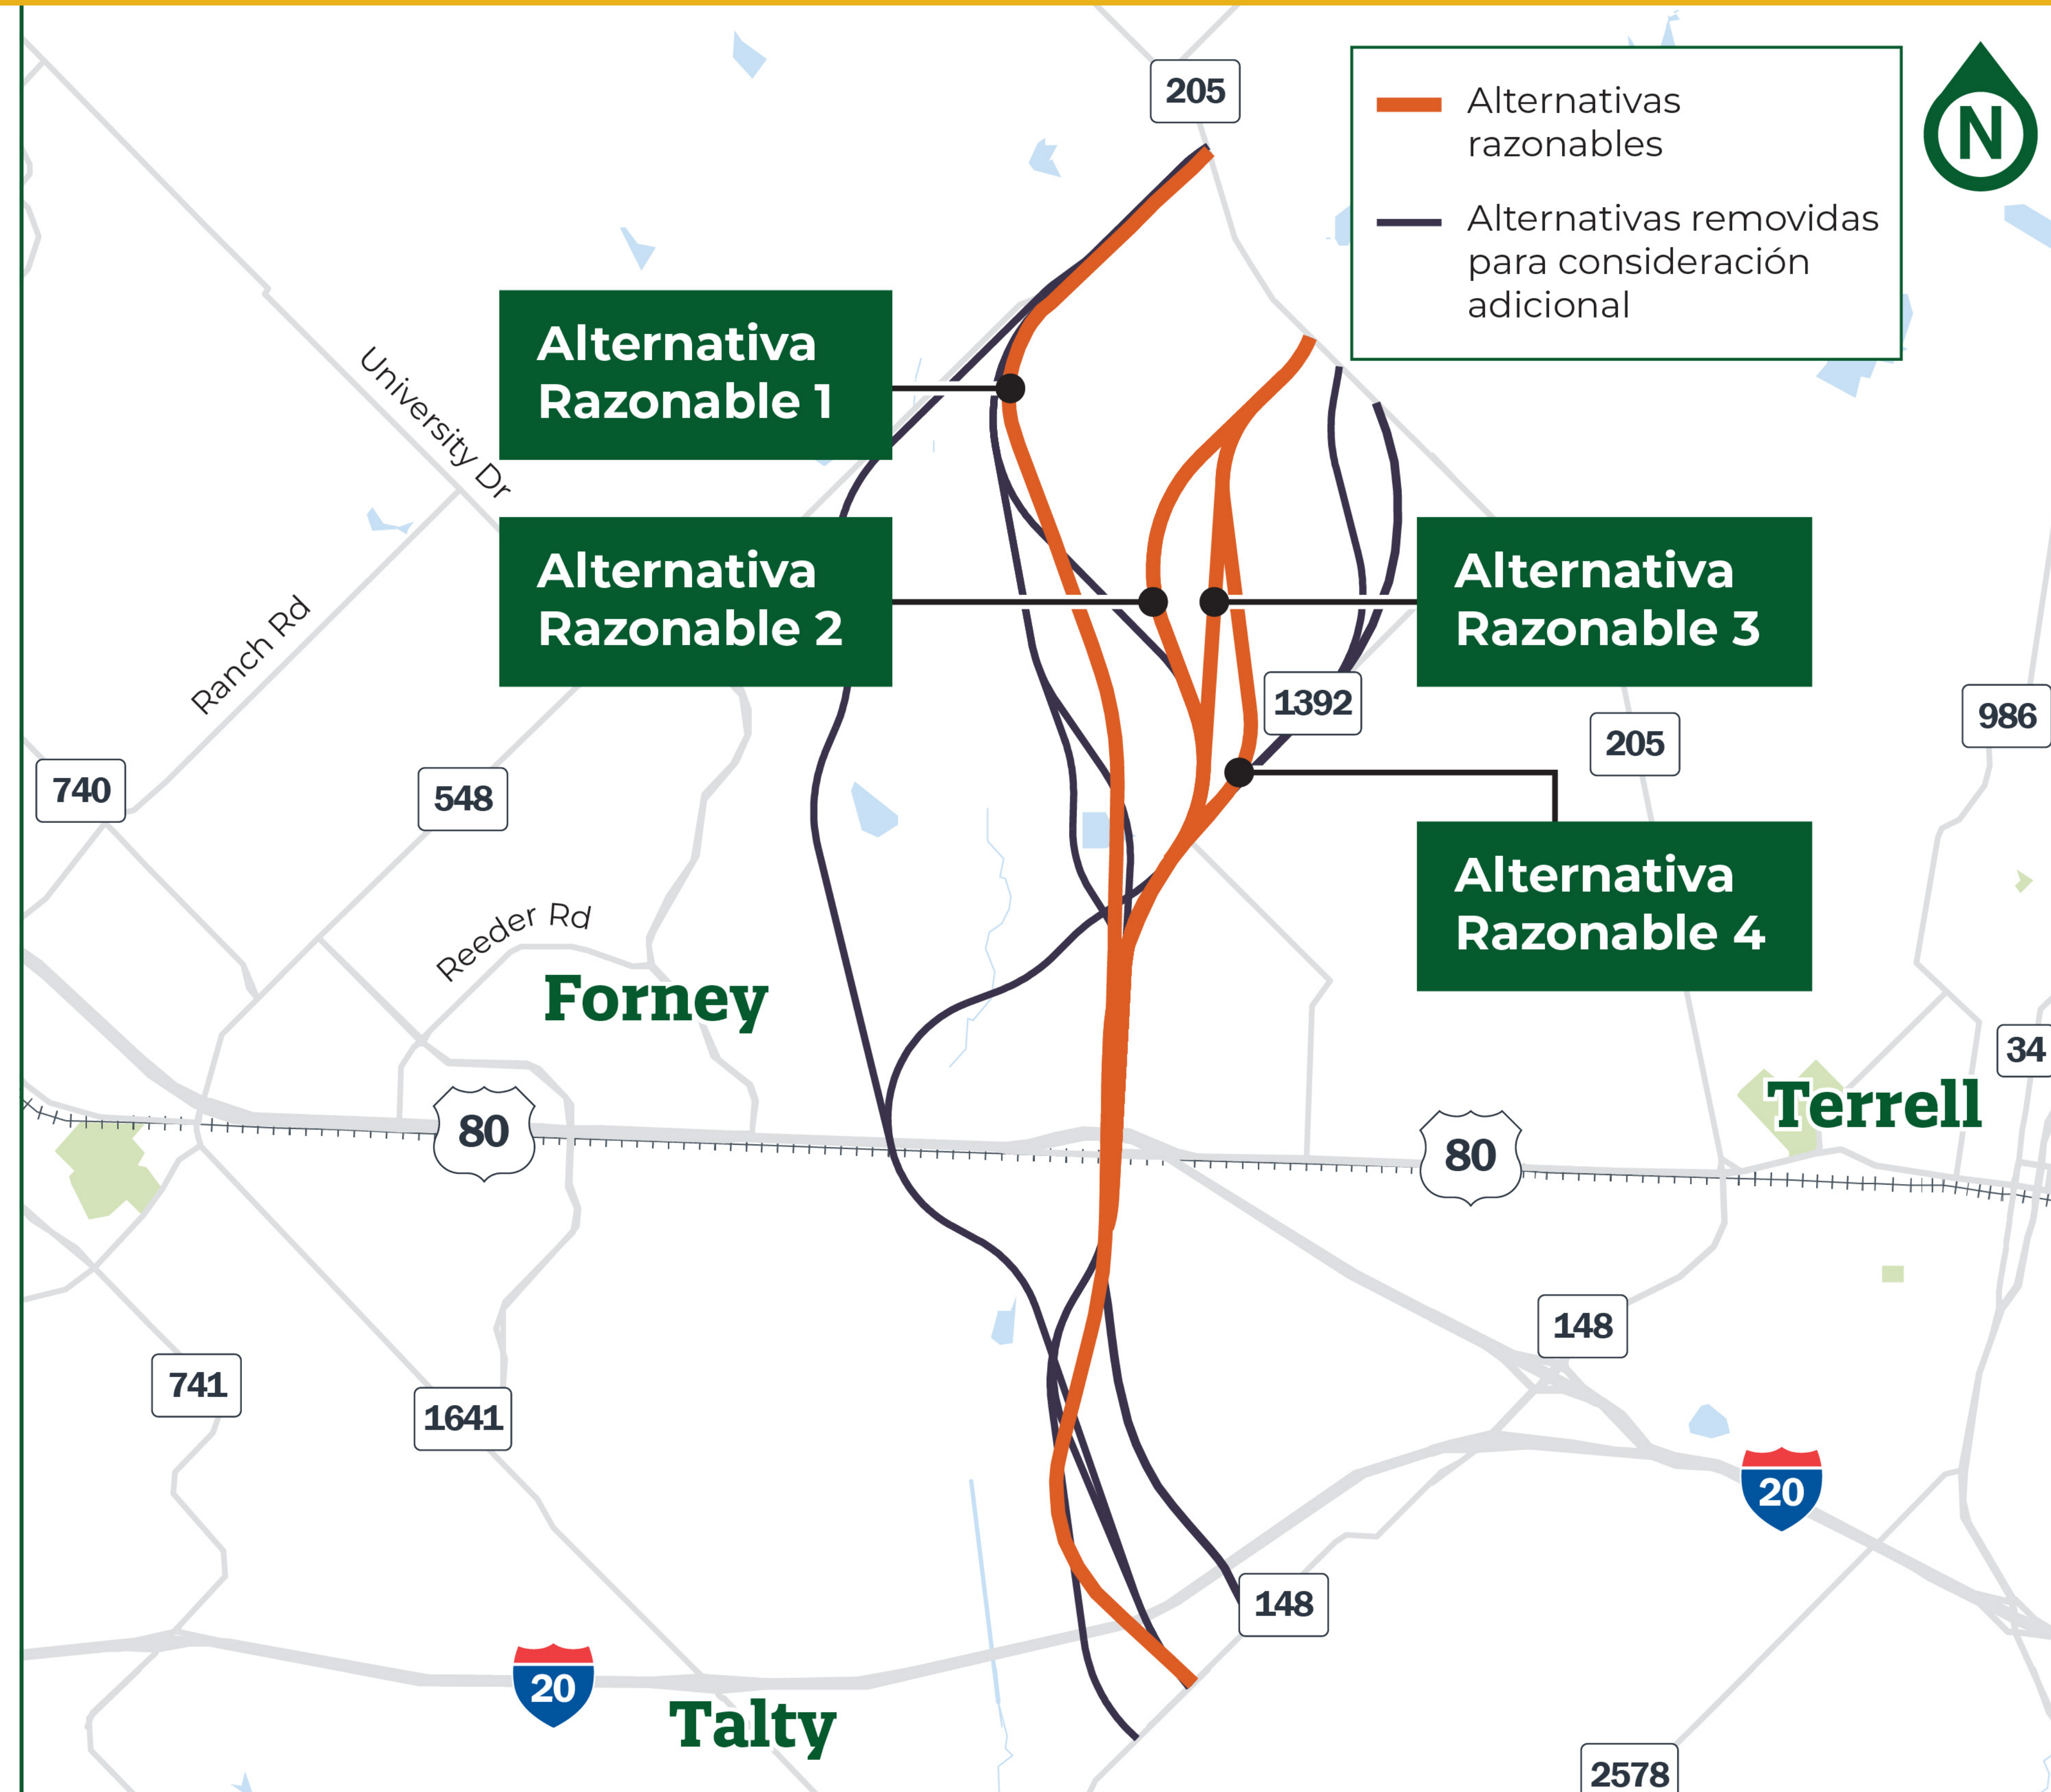 205
Alternativas
razonables
Alternativas removidas
para consideración
adicional
N
Alternativa
Razonable 1
University Dr
Alternativa
Razonable 2
Alternativa
Razonable 3
Ranch Rd
1392
205
986
740
548
Alternativa
Razonable 4
Reeder Rd
Forney
34
Terrell
80
80
148
741
1641
20
148
20
Talty
2578